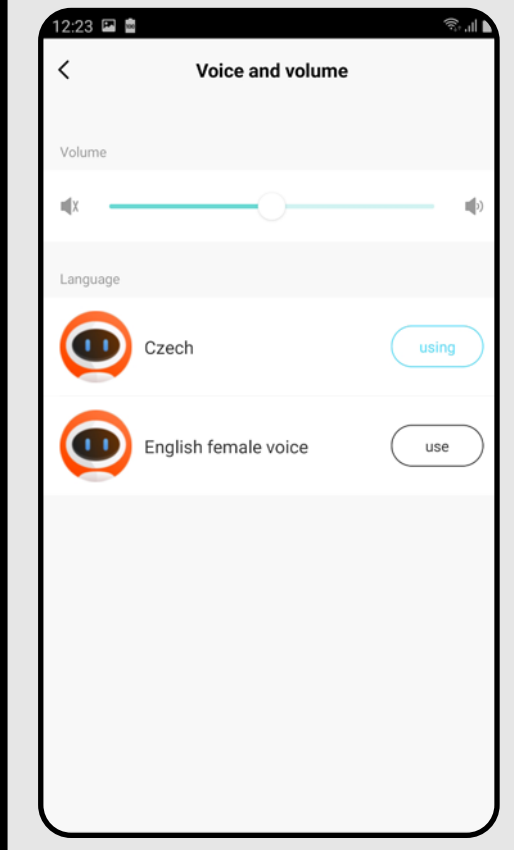 12:23
Voice and volume
Volume
Language
Czech
using
English female voice
use